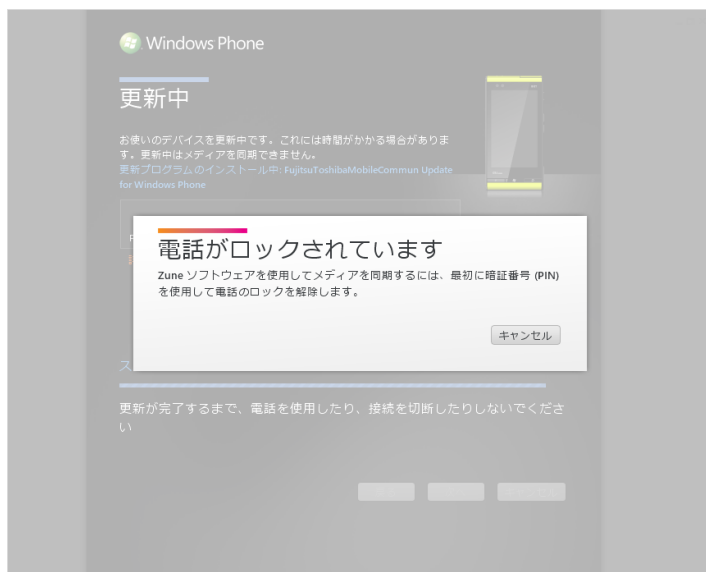 Windows Phone
更新中
お使いのデバイスを更新中です。これには時間がかかる場合がありま
す。更新中はメディアを同期できません。
更新プログラムのインストール中: FujitsuToshibaMobileCommun Update
for Windows Phone
電話がロックされています
Zune ソフトウェアを使用してメディアを同期するには、最初に暗証番号 (PIN)
を使用して電話のロックを解除します。
キャンセル
更新が完了するまで、電話を使用したり、接続を切断したりしないでくださ
い